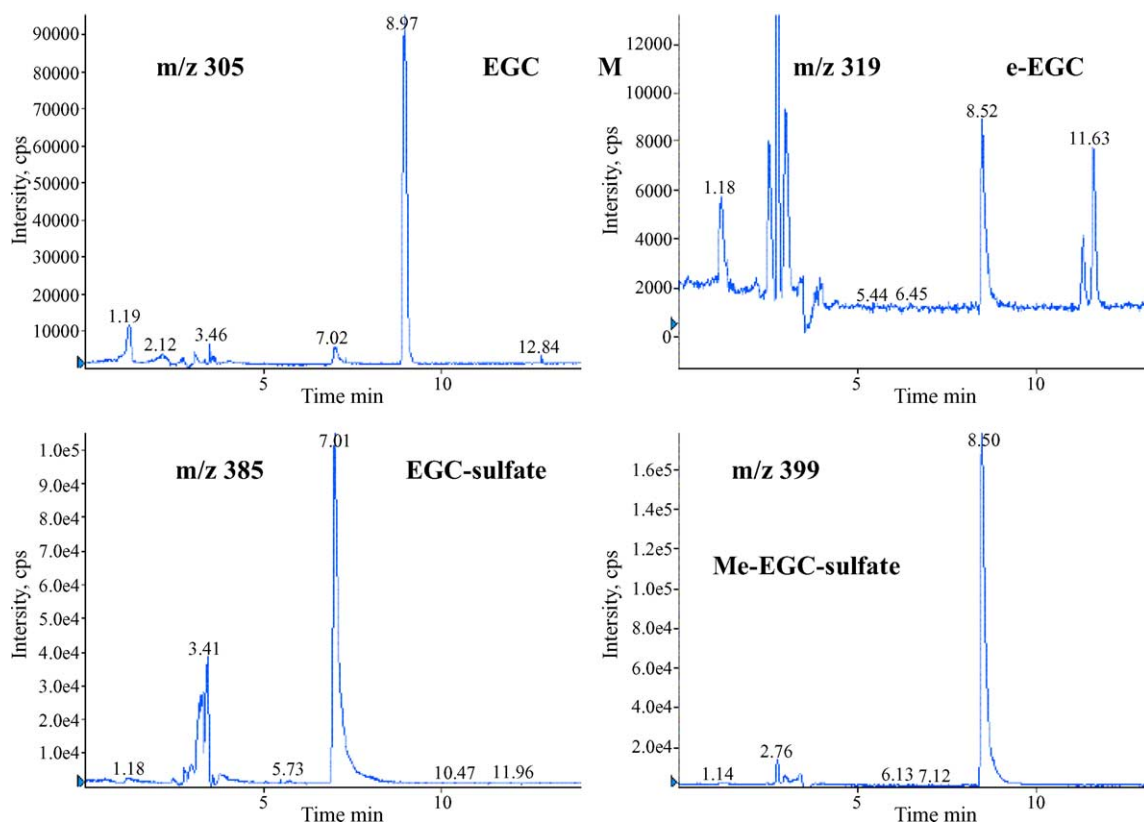 m/z 305
EGC
Intersity, cps
90000
80000
70000
60000
50000
40000
30000
20000
10000
8.97
1.19
2.12
3.46
7.02
12.84
5
10
Time min
M
m/z 319
e-EGC
Intersity, cps
12000
10000
8000
6000
4000
2000
0
1.18
5.44
6.45
8.52
11.63
5
10
Time min
m/z 385
EGC-sulfate
Intersity, cps
1.0e5
9.0e4
8.0e4
7.0e4
6.0e4
5.0e4
4.0e4
3.0e4
2.0e4
1.0e4
7.01
3.41
1.18
5.73
10.47
11.96
5
10
Time min
m/z 399
Me-EGC-sulfate
Intersity, cps
1.6e5
1.4e5
1.2e5
1.0e5
8.0e4
6.0e4
4.0e4
2.0e4
8.50
2.76
1.14
6.13
7.12
5
10
Time min